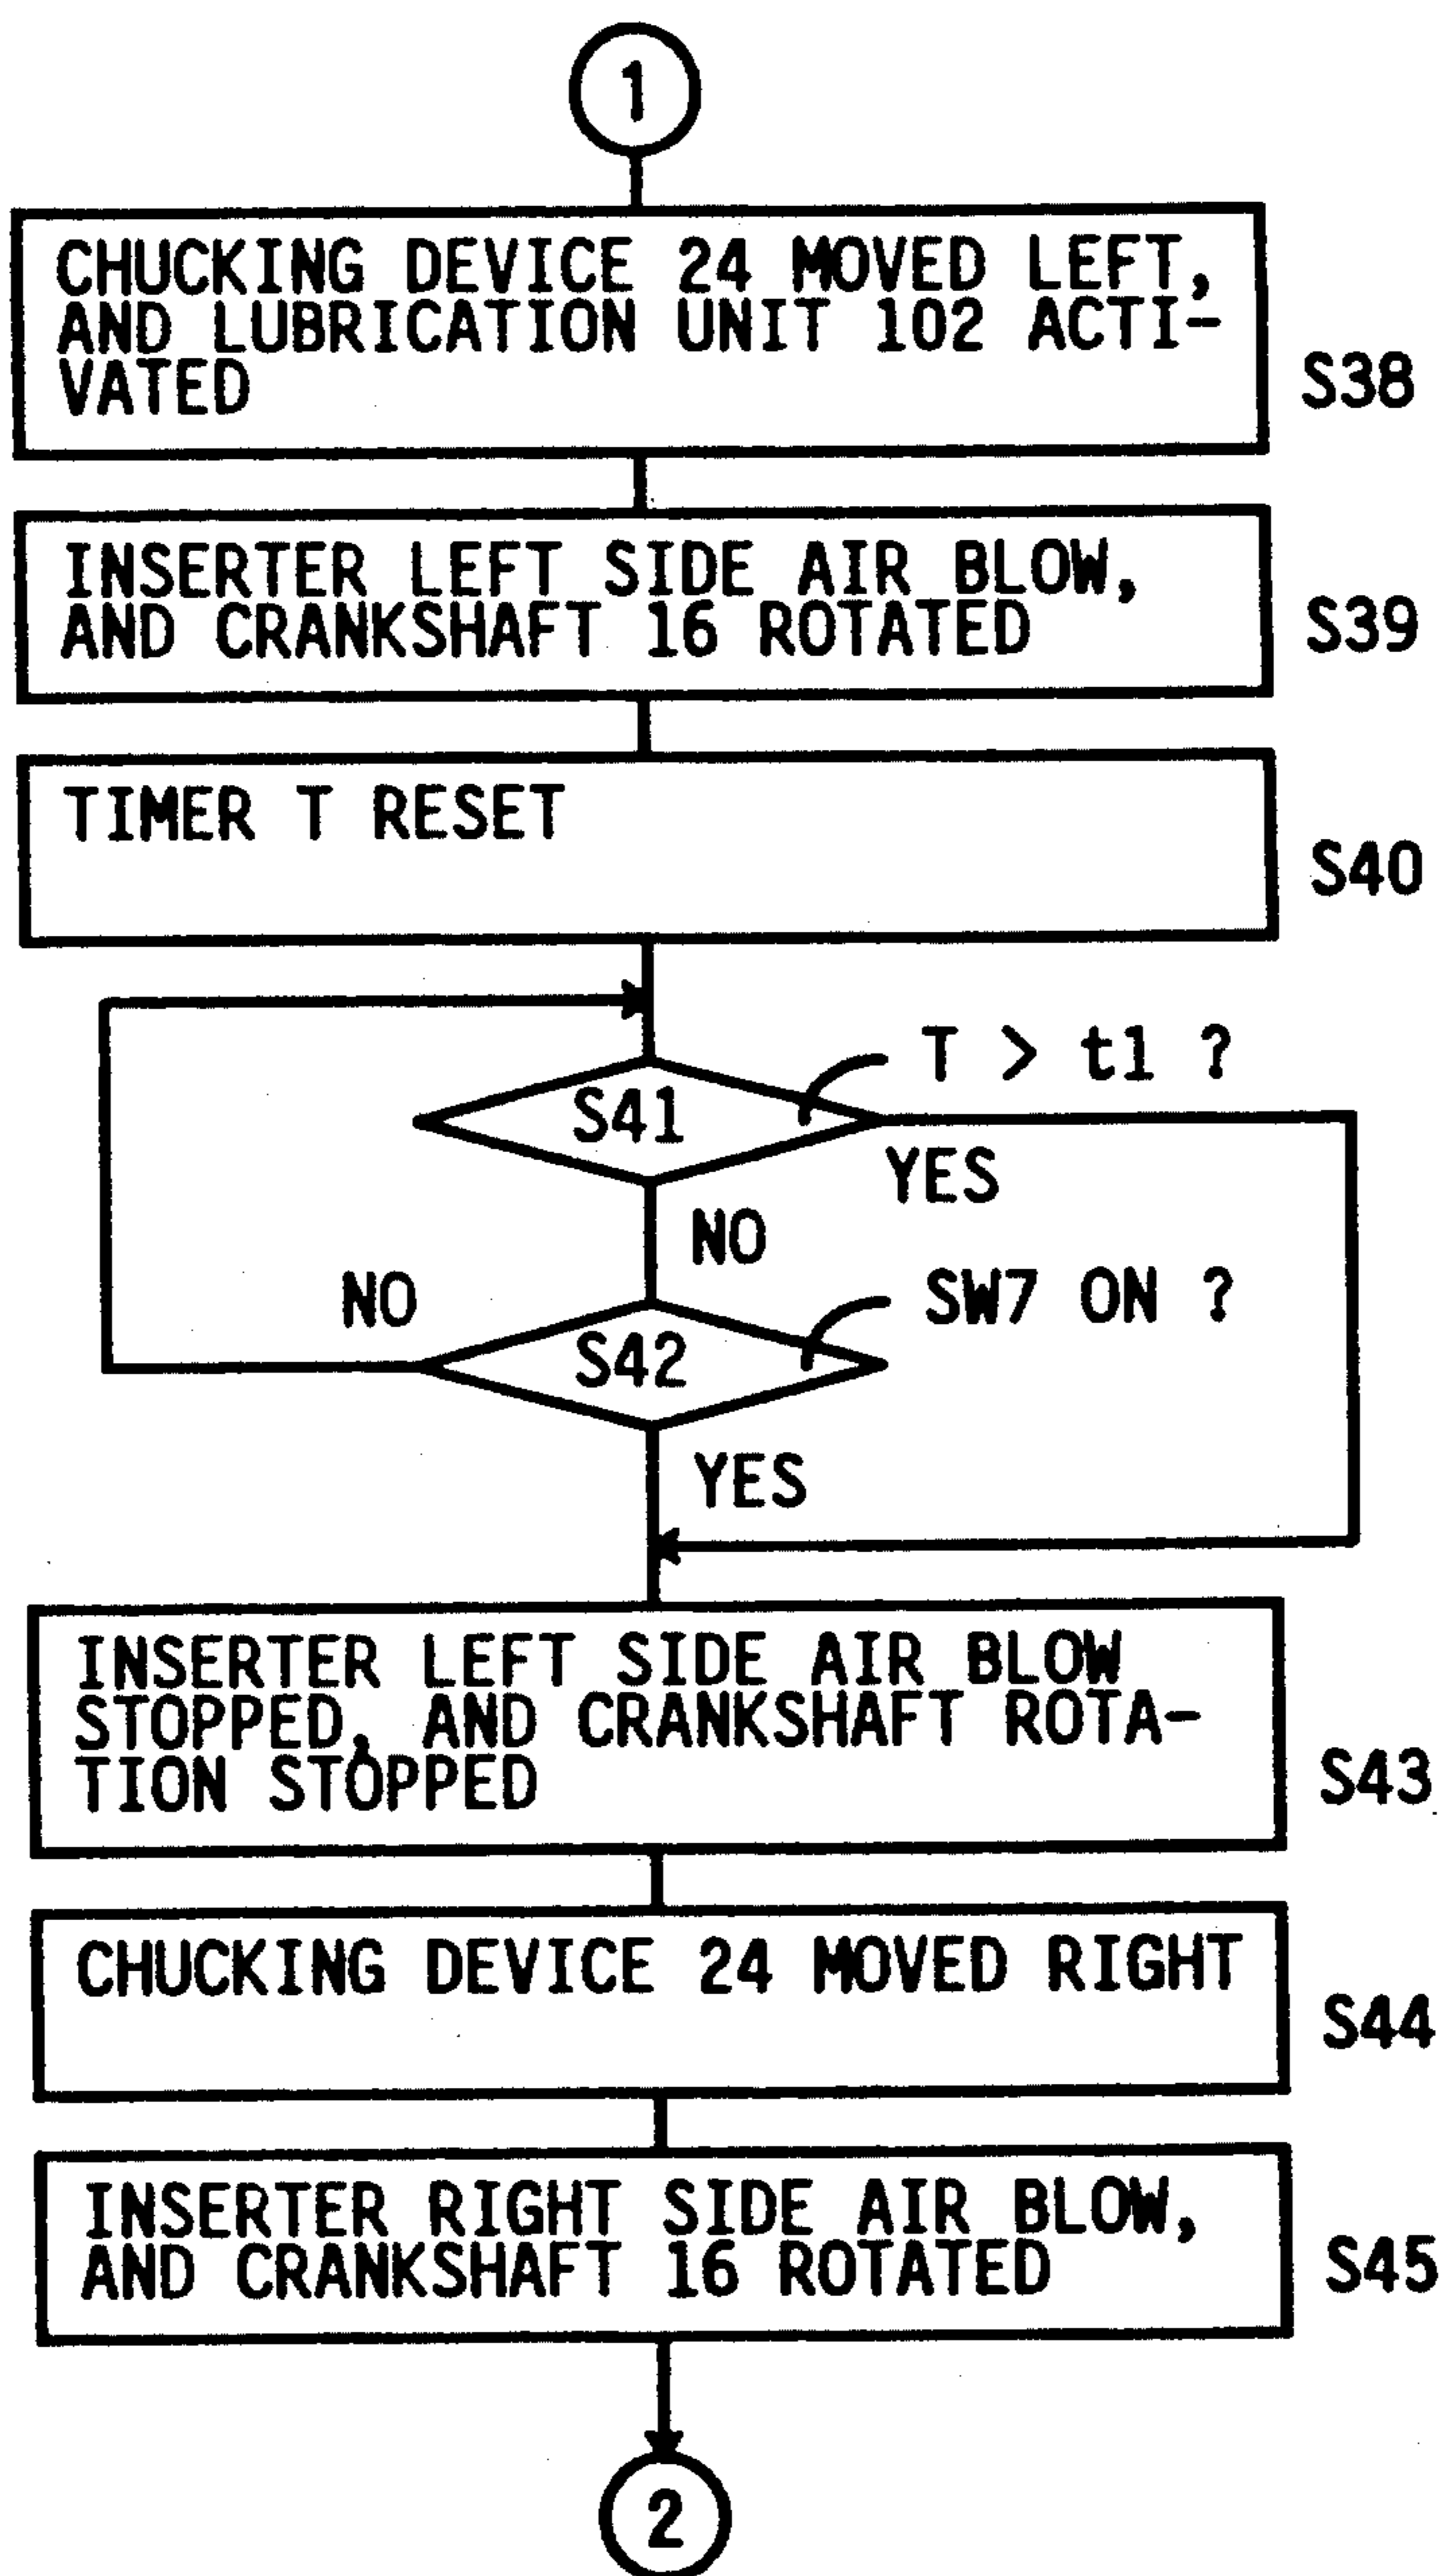 1
CHUCKING DEVICE 24 MOVED LEFT,
AND LUBRICATION UNIT 102 ACTI-
VATED
S38
INSERTER LEFT SIDE AIR BLOW,
AND CRANKSHAFT 16 ROTATED
S39
TIMER T RESET
S40
T > t1 ?
S41
YES
NO
NO
SW7 ON ?
S42
YES
INSERTER LEFT SIDE AIR BLOW
STOPPED, AND CRANKSHAFT ROTA-
TION STOPPED
S43
CHUCKING DEVICE 24 MOVED RIGHT
S44
INSERTER RIGHT SIDE AIR BLOW,
AND CRANKSHAFT 16 ROTATED
S45
2